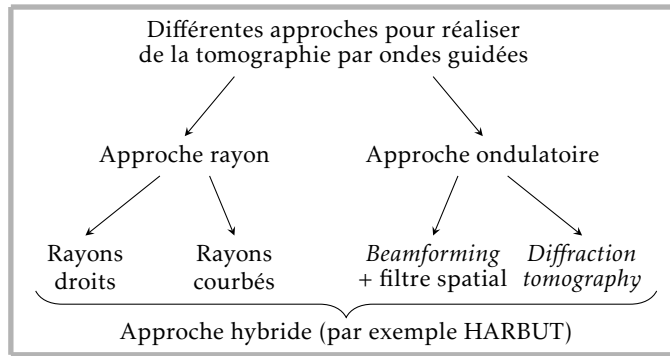 Différentes approches pour réaliser
de la tomographie par ondes guidées
Approche rayon
Approche ondulatoire
Rayons
droits
Rayons
courbés
Beamforming
+ filtre spatial
Diffraction
tomography
Approche hybride (par exemple HARBUT)